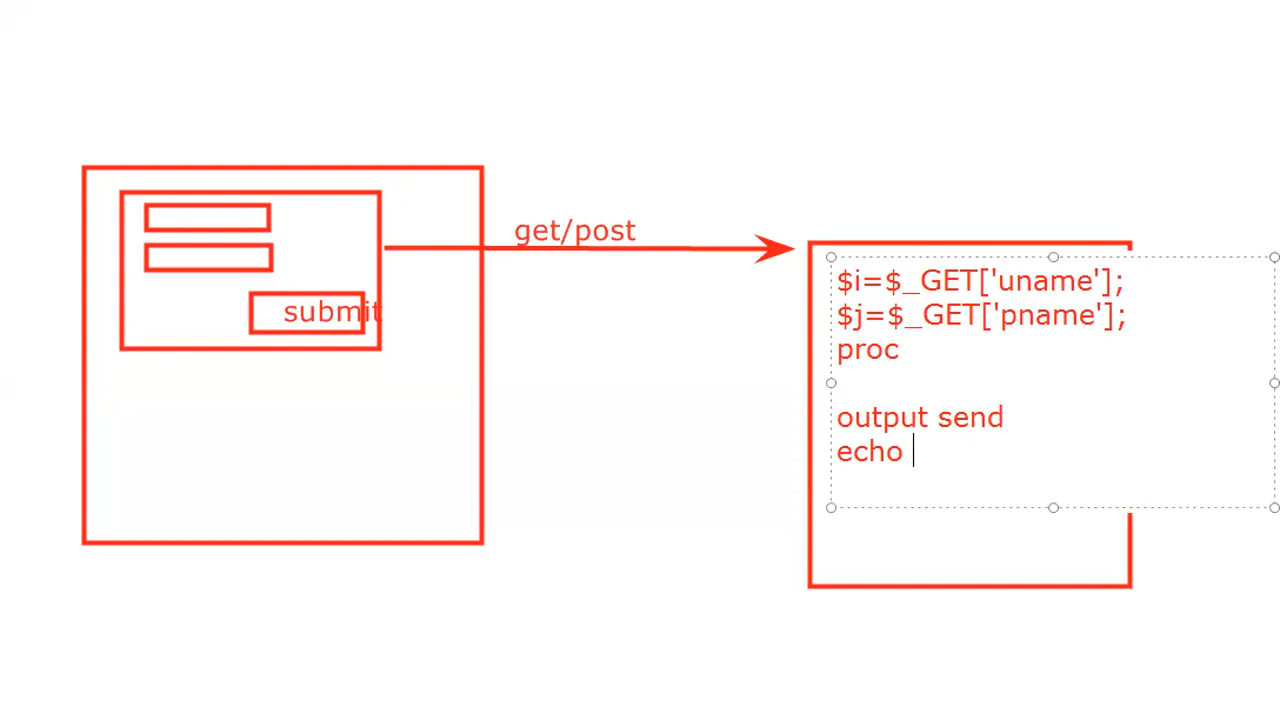 get/post
submit
$i=$_GET['uname'];
$j=$_GET['pname'];
proc
output send
echo